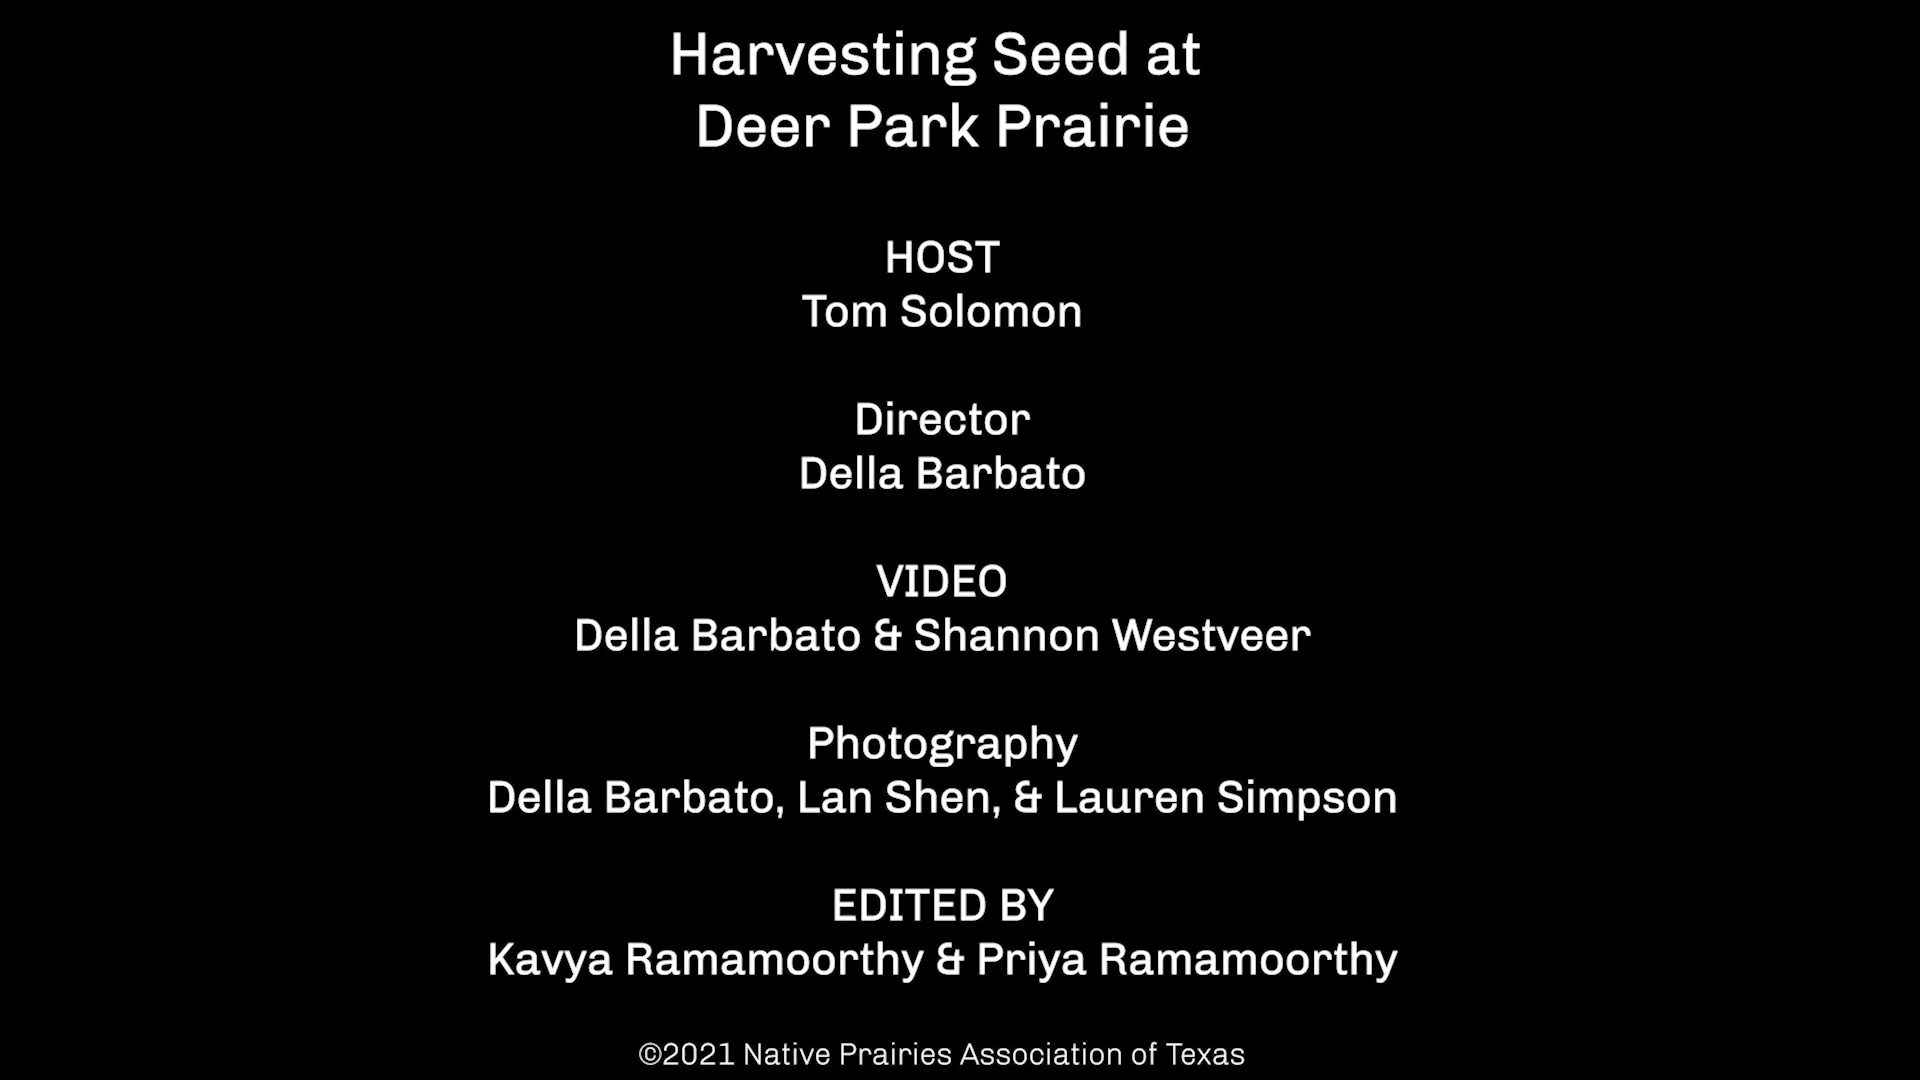 Harvesting Seed at
Deer Park Prairie
HOST
Tom Solomon
Director
Della Barbato
VIDEO
Della Barbato & Shannon Westveer
Photography
Della Barbato, Lan Shen, & Lauren Simpson
EDITED BY
Kavya Ramamoorthy & Priya Ramamoorthy
©2021 Native Prairies Association of Texas